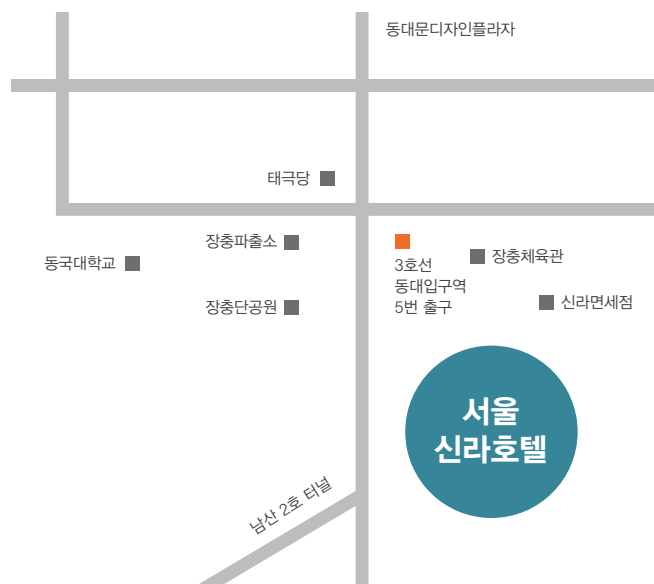 동대문디자인플라자
태극당
장충파출소
동국대학교
장충단공원
3호선
동대입구역
5번 출구
장충체육관
신라면세점
서울
신라호텔
남산 2호 터널